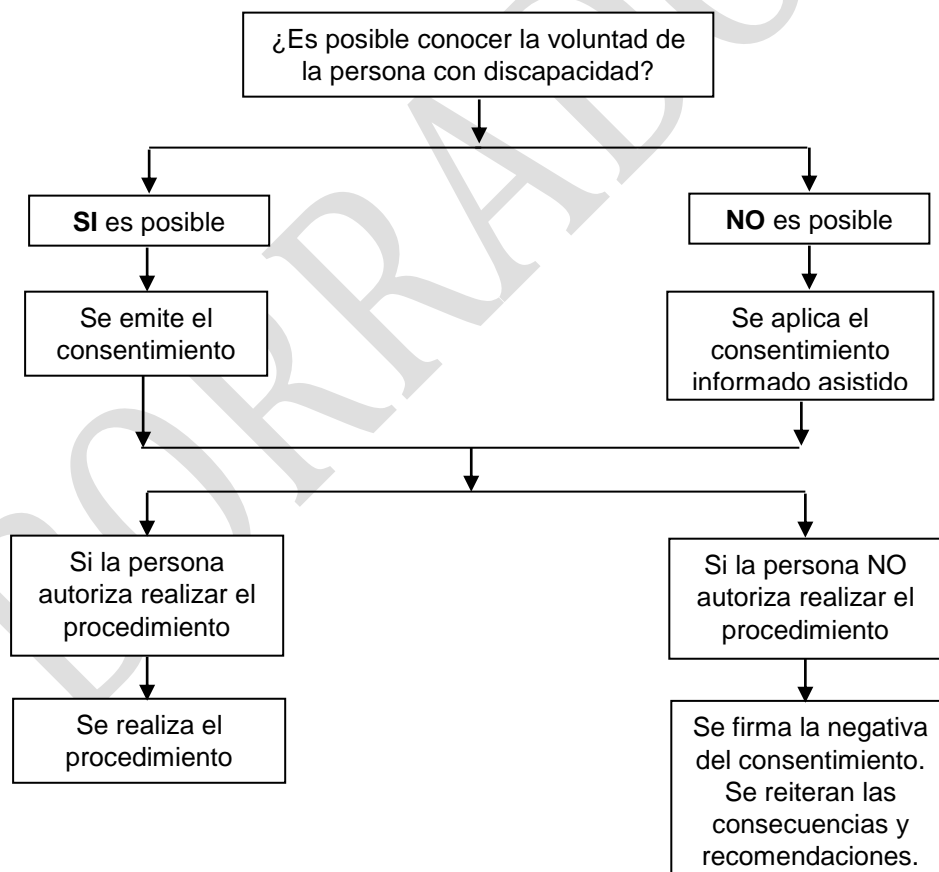 ¿Es posible conocer la voluntad de
la persona con discapacidad?
SI es posible
NO es posible
Se emite el
consentimiento
Se aplica el
consentimiento
informado asistido
Si la persona
autoriza realizar el
procedimiento
Si la persona NO
autoriza realizar el
procedimiento
Se realiza el
procedimiento
Se firma la negativa
del consentimiento.
Se reiteran las
consecuencias y
recomendaciones.
BORRADOR